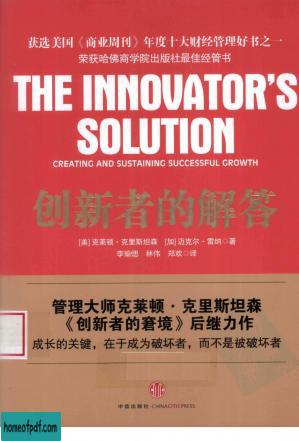 获选美国《商业周刊》年度十大财经管理好书之一
荣获哈佛商学院出版社最佳经管书
THE INNOVATOR'S
SOLUTION
CREATING AND SUSTAINING SUCCESSFUL GROWTH
创新者的解答
[美] 克莱顿·克里斯坦森 [加] 迈克尔·雷纳 著
李瑜偲 林伟 郑欢 译
管理大师克莱顿·克里斯坦森
《创新者的窘境》后继力作
成长的关键，在于成为破坏者，而不是被破坏者
中信出版社·CHINACITICPRESS
homeofpdf.com
homeofpdf.com